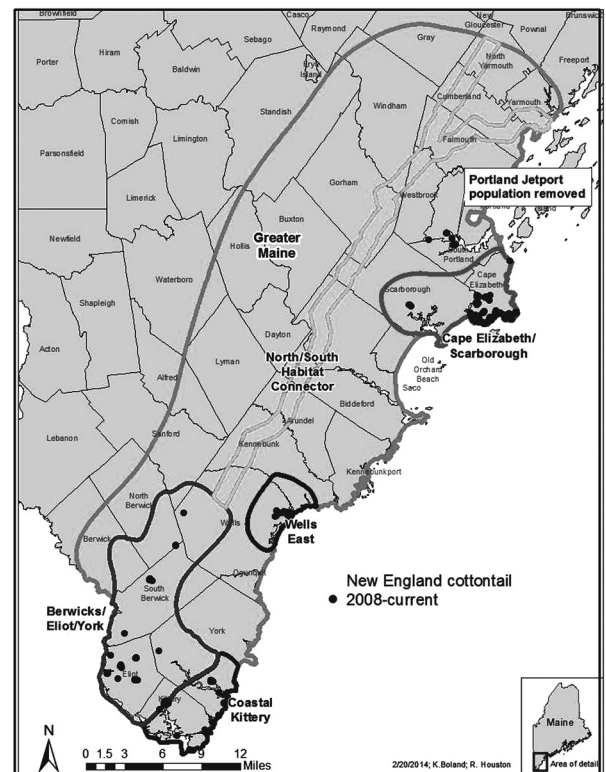 Brownfield
Casco
Raymond
New
Gloucester
Brunswick
Pownal
Gray
Porter
Hiram
Sebago
North
Yarmouth
Freeport
Baldwin
Standish
Windham
Cumberland
Yarmouth
Cornish
Parsonsfield
Limington
Falmouth
Gorham
Westbrook
Portland Jetport
population removed
Limerick
Buxton
Island
Newfield
Hollis
Greater
Maine
South
Portland
Cape
Elizabeth
Waterboro
Scarborough
Shapleigh
Cape Elizabeth/
Scarborough
Dayton
Acton
Lyman
North/South
Habitat
Connector
Old
Orchard
Beach
Saco
Alfred
Biddeford
Arundel
Lebanon
Sanford
Kennebunk
Kennebunkport
North
Berwick
Wells
Wells
East
Berwick
Ogunquit
New England cottontail
2008-current
South
Berwick
Berwicks/
Eliot/York
York
Eliot
Kittery
Coastal
Kittery
Maine
Area of detail
N
0 1.5 3 6 9 12
Miles
2/20/2014; K.Boland; R. Houston